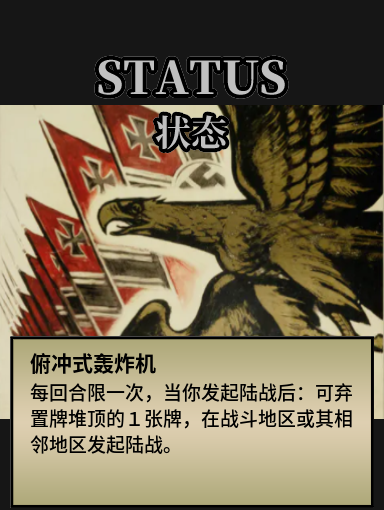 STATUS
状态
俯冲式轰炸机
每回合限一次，当你发起陆战后：可弃
置牌堆顶的１张牌，在战斗地区或其相
邻地区发起陆战。